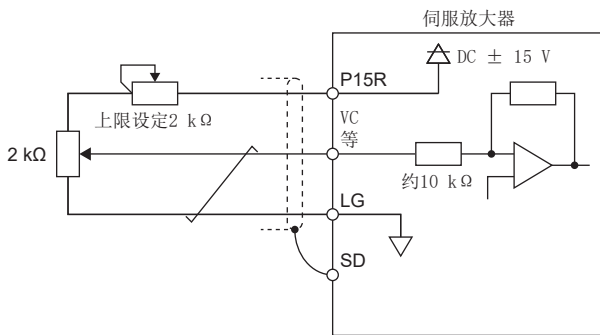 伺服放大器
DC ± 15 V
P15R
上限设定2 kΩ
VC
等
2 kΩ
约10 kΩ
LG
SD